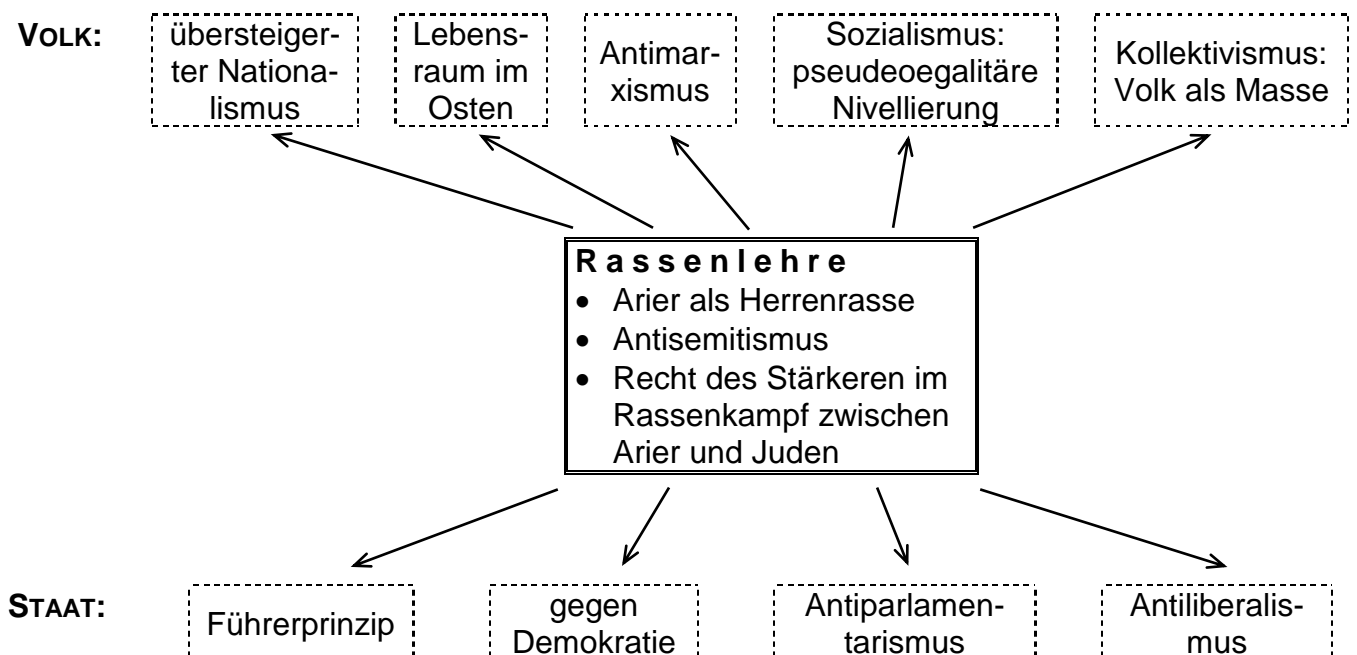 VOLK:
übersteiger-
ter Nationa-
lismus
Lebens-
raum im
Osten
Antimar-
xismus
Sozialismus:
pseudoegalitäre
Nivellierung
Kollektivismus:
Volk als Masse
Rassenlehre
• Arier als Herrenrasse
• Antisemitismus
• Recht des Stärkeren im
Rassenkampf zwischen
Arier und Juden
STAAT:
Führerprinzip
gegen
Demokratie
Antiparlamen-
tarismus
Antiliberalis-
mus